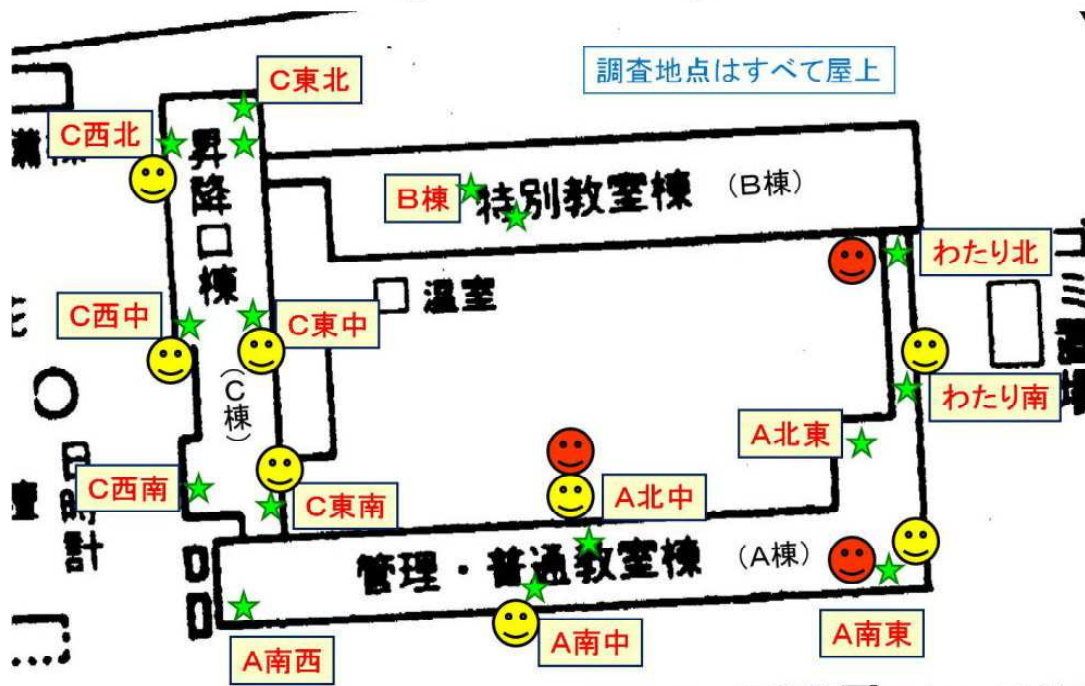 調査地点はすべて屋上
C東北
C西北
B棟
特別教室棟
(B棟)
昇降口棟
わたり北
温室
C西中
C東中
(C棟)
わたり南
A北東
C西南
C東南
A北中
日時計
管理・普通教室棟
(A棟)
A南西
A南中
A南東